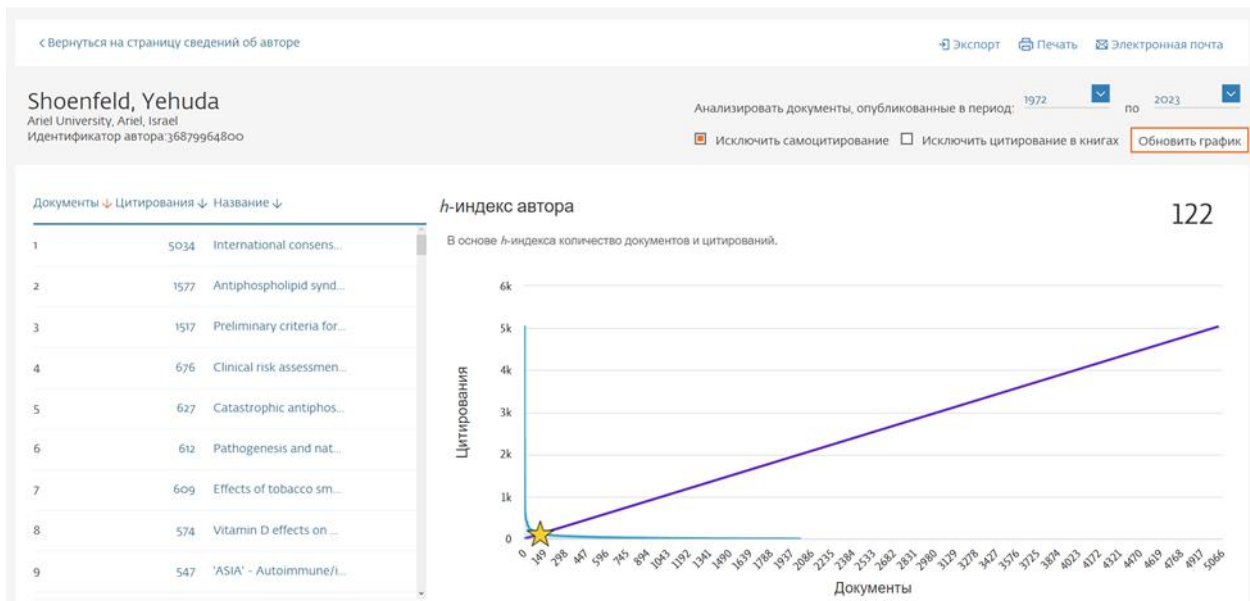 < Вернуться на страницу сведений об авторе
Экспорт Печать Электронная почта
Shoenfeld, Yehuda
Ariel University, Ariel, Israel
Идентификатор автора:36879964800
Анализировать документы, опубликованные в период: 1972 по 2023
Исключить самоцитирование Исключить цитирование в книгах Обновить график
Документы Цитирования Название
1 5034 International consens...
2 1577 Antiphospholipid synd...
3 1517 Preliminary criteria for...
4 676 Clinical risk assessmen...
5 627 Catastrophic antiphos...
6 612 Pathogenesis and nat...
7 609 Effects of tobacco sm...
8 574 Vitamin D effects on ...
9 547 'ASIA' - Autoimmune/i...
h-индекс автора
122
В основе h-индекса количество документов и цитирований.
Цитирования
6k
5k
4k
3k
2k
1k
0
0 149 298 447 596 745 894 1043 1192 1341 1490 1639 1788 1937 2086 2235 2384 2533 2682 2831 2980 3129 3278 3427 3576 3725 3874 4023 4172 4321 4470 4619 4768 4917 5066
Документы